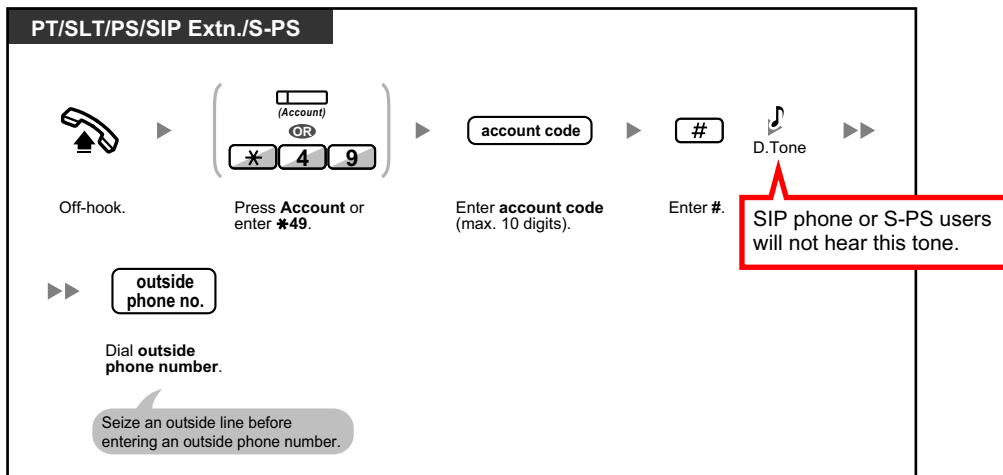 PT/SLT/PS/SIP Extn./S-PS
(Account)
OR
* 4 9
account code
#
D.Tone
Off-hook.
Press Account or
enter *49.
Enter account code
(max. 10 digits).
Enter #.
SIP phone or S-PS users
will not hear this tone.
outside
phone no.
Dial outside
phone number.
Seize an outside line before
entering an outside phone number.